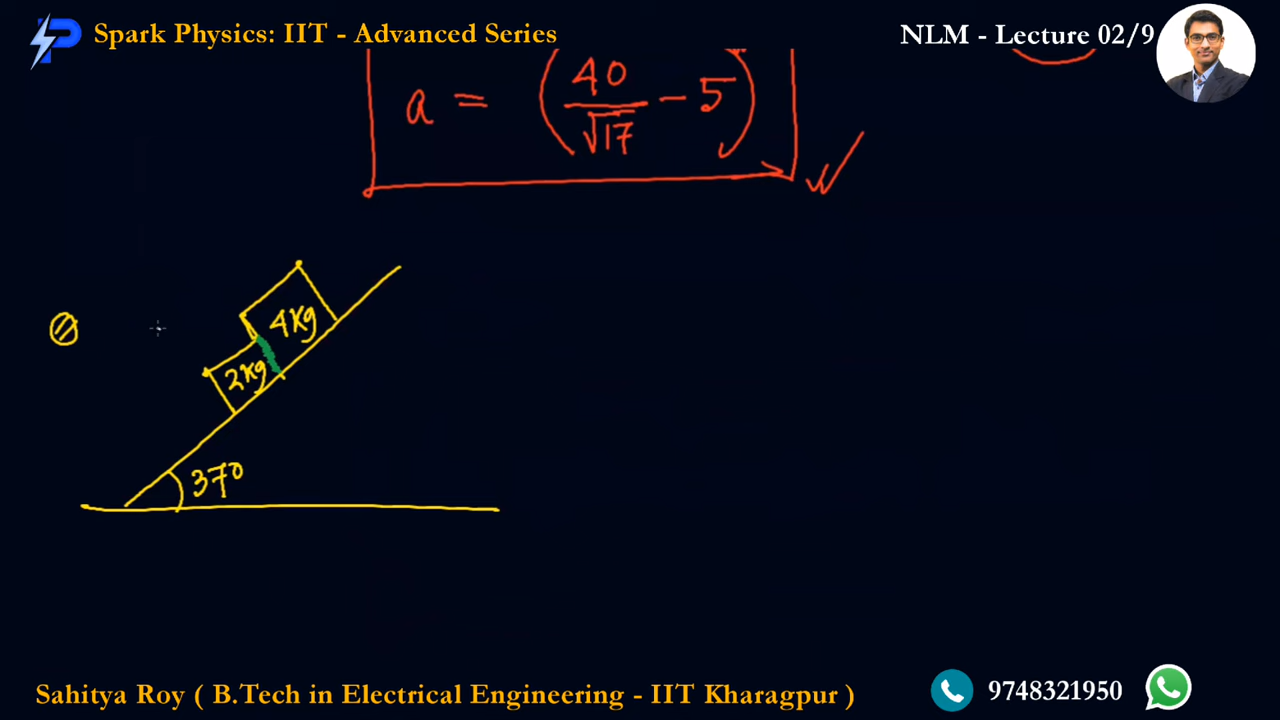 Spark Physics: IIT - Advanced Series
NLM - Lecture 02/9
a = (40/√17 - 5)
4Kg
2Kg
37°
Sahitya Roy ( B.Tech in Electrical Engineering - IIT Kharagpur )
9748321950